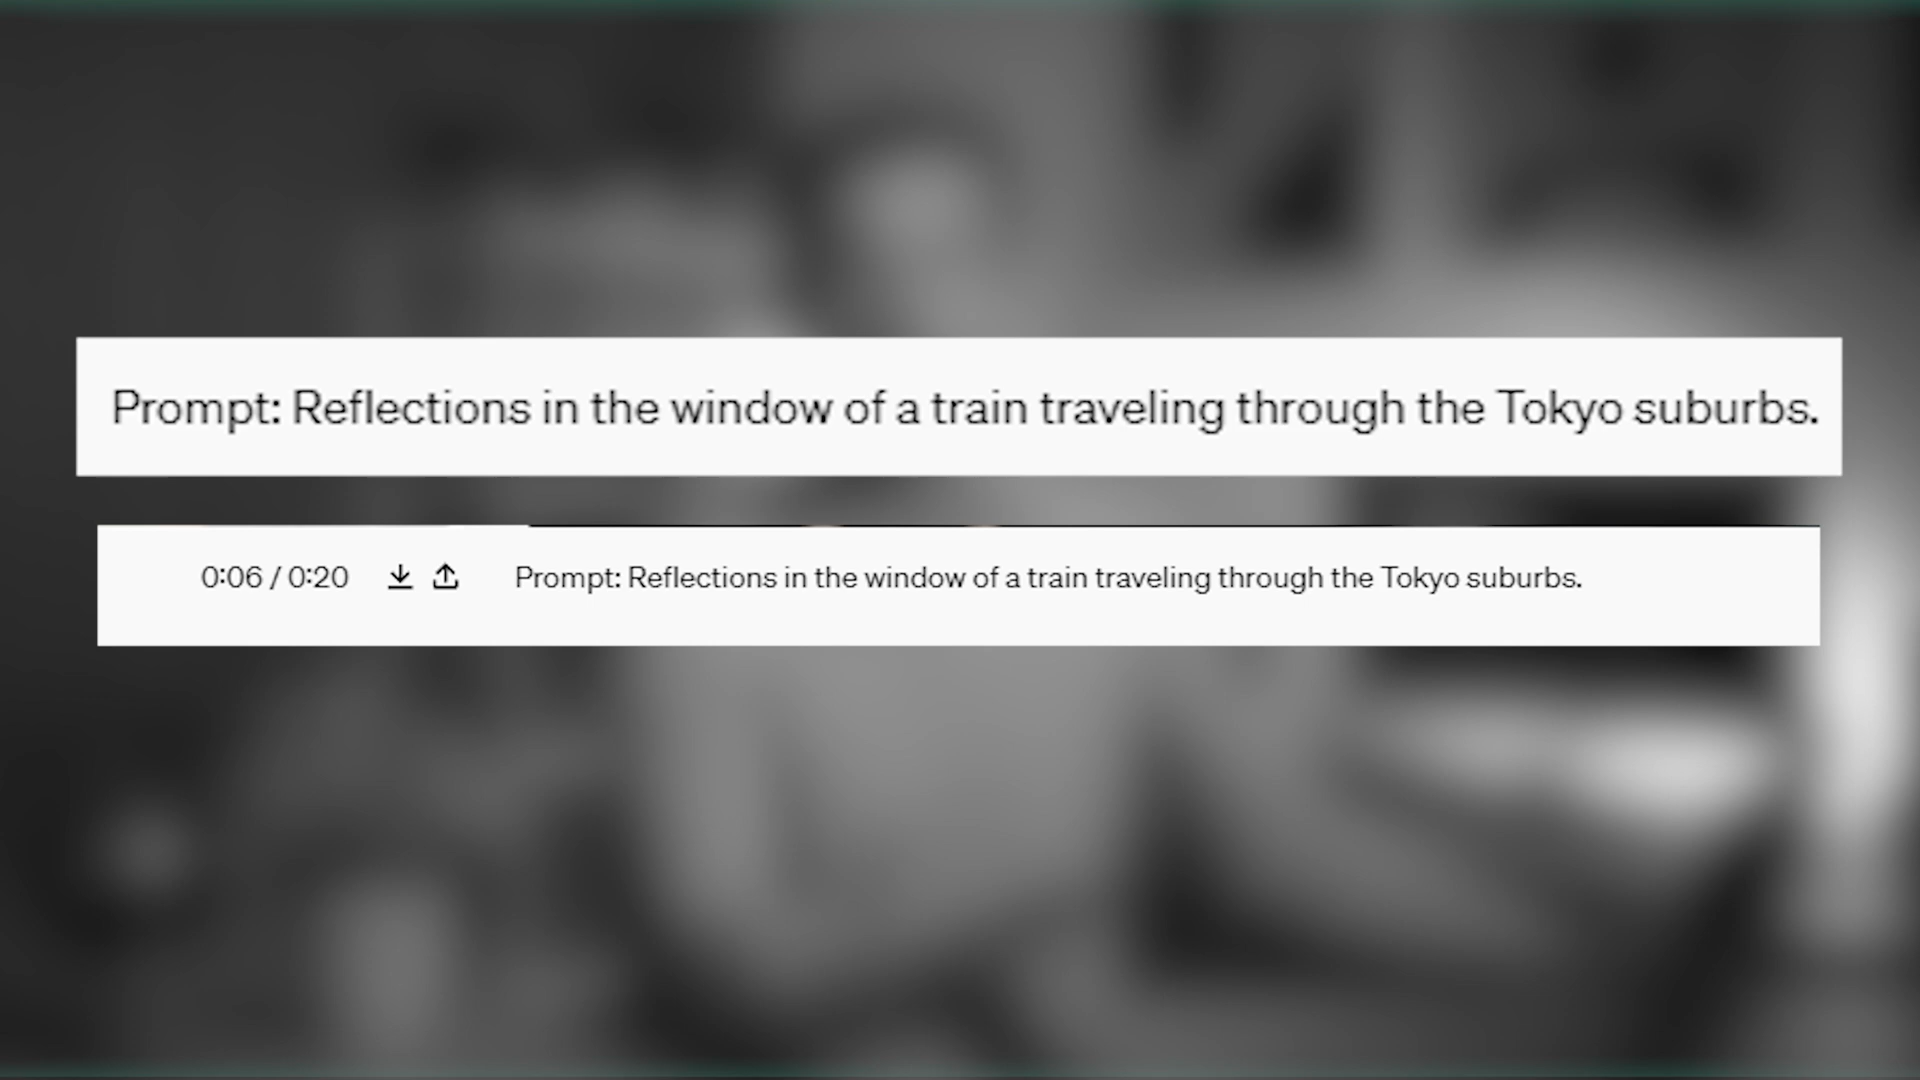 Prompt: Reflections in the window of a train traveling through the Tokyo suburbs.
0:06 / 0:20 Prompt: Reflections in the window of a train traveling through the Tokyo suburbs.